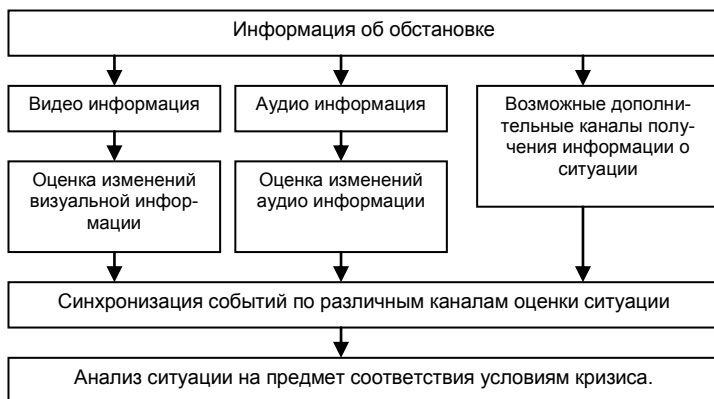 Информация об обстановке
Видео информация
Аудио информация
Возможные дополни-
тельные каналы полу-
чения информации о
ситуации
Оценка изменений
визуальной инфор-
мации
Оценка изменений
аудио информации
Синхронизация событий по различным каналам оценки ситуации
Анализ ситуации на предмет соответствия условиям кризиса.